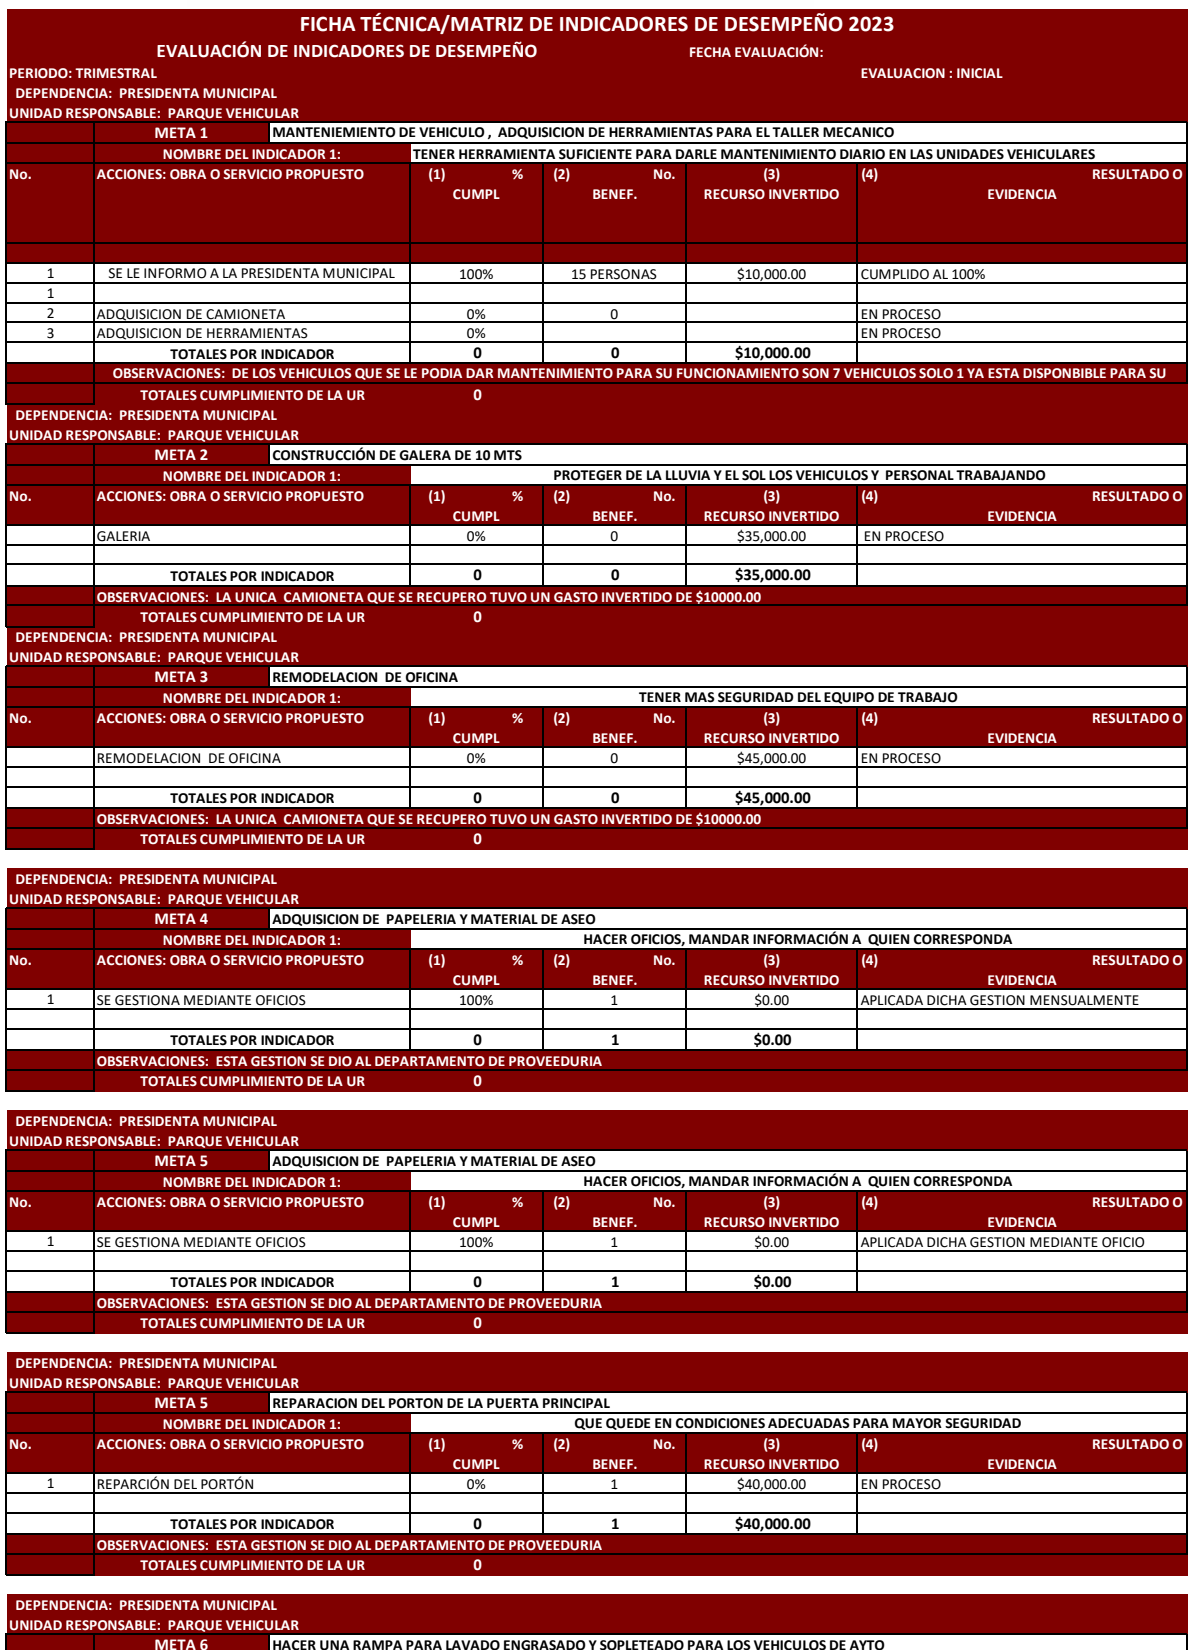 FICHA TÉCNICA/MATRIZ DE INDICADORES DE DESEMPEÑO 2023
EVALUACIÓN DE INDICADORES DE DESEMPEÑO FECHA EVALUACIÓN:
PERIODO: TRIMESTRAL EVALUACION : INICIAL
DEPENDENCIA: PRESIDENTA MUNICIPAL
UNIDAD RESPONSABLE: PARQUE VEHICULAR
META 1 MANTENIEMIENTO DE VEHICULO , ADQUISICION DE HERRAMIENTAS PARA EL TALLER MECANICO
NOMBRE DEL INDICADOR 1: TENER HERRAMIENTA SUFICIENTE PARA DARLE MANTENIMIENTO DIARIO EN LAS UNIDADES VEHICULARES
No. ACCIONES: OBRA O SERVICIO PROPUESTO (1) % (2) No. (3) (4) RESULTADO O
CUMPL BENEF. RECURSO INVERTIDO EVIDENCIA
1 SE LE INFORMO A LA PRESIDENTA MUNICIPAL 100% 15 PERSONAS $10,000.00 CUMPLIDO AL 100%
1
2 ADQUISICION DE CAMIONETA 0% 0 EN PROCESO
3 ADQUISICION DE HERRAMIENTAS 0% EN PROCESO
TOTALES POR INDICADOR 0 0 $10,000.00
OBSERVACIONES: DE LOS VEHICULOS QUE SE LE PODIA DAR MANTENIMIENTO PARA SU FUNCIONAMIENTO SON 7 VEHICULOS SOLO 1 YA ESTA DISPONBIBLE PARA SU
TOTALES CUMPLIMIENTO DE LA UR 0
DEPENDENCIA: PRESIDENTA MUNICIPAL
UNIDAD RESPONSABLE: PARQUE VEHICULAR
META 2 CONSTRUCCIÓN DE GALERA DE 10 MTS
NOMBRE DEL INDICADOR 1: PROTEGER DE LA LLUVIA Y EL SOL LOS VEHICULOS Y PERSONAL TRABAJANDO
No. ACCIONES: OBRA O SERVICIO PROPUESTO (1) % (2) No. (3) (4) RESULTADO O
CUMPL BENEF. RECURSO INVERTIDO EVIDENCIA
GALERIA 0% 0 $35,000.00 EN PROCESO
TOTALES POR INDICADOR 0 0 $35,000.00
OBSERVACIONES: LA UNICA CAMIONETA QUE SE RECUPERO TUVO UN GASTO INVERTIDO DE $10000.00
TOTALES CUMPLIMIENTO DE LA UR 0
DEPENDENCIA: PRESIDENTA MUNICIPAL
UNIDAD RESPONSABLE: PARQUE VEHICULAR
META 3 REMODELACION DE OFICINA
NOMBRE DEL INDICADOR 1: TENER MAS SEGURIDAD DEL EQUIPO DE TRABAJO
No. ACCIONES: OBRA O SERVICIO PROPUESTO (1) % (2) No. (3) (4) RESULTADO O
CUMPL BENEF. RECURSO INVERTIDO EVIDENCIA
REMODELACION DE OFICINA 0% 0 $45,000.00 EN PROCESO
TOTALES POR INDICADOR 0 0 $45,000.00
OBSERVACIONES: LA UNICA CAMIONETA QUE SE RECUPERO TUVO UN GASTO INVERTIDO DE $10000.00
TOTALES CUMPLIMIENTO DE LA UR 0
DEPENDENCIA: PRESIDENTA MUNICIPAL
UNIDAD RESPONSABLE: PARQUE VEHICULAR
META 4 ADQUISICION DE PAPELERIA Y MATERIAL DE ASEO
NOMBRE DEL INDICADOR 1: HACER OFICIOS, MANDAR INFORMACIÓN A QUIEN CORRESPONDA
No. ACCIONES: OBRA O SERVICIO PROPUESTO (1) % (2) No. (3) (4) RESULTADO O
CUMPL BENEF. RECURSO INVERTIDO EVIDENCIA
1 SE GESTIONA MEDIANTE OFICIOS 100% 1 $0.00 APLICADA DICHA GESTION MENSUALMENTE
TOTALES POR INDICADOR 0 1 $0.00
OBSERVACIONES: ESTA GESTION SE DIO AL DEPARTAMENTO DE PROVEEDURIA
TOTALES CUMPLIMIENTO DE LA UR 0
DEPENDENCIA: PRESIDENTA MUNICIPAL
UNIDAD RESPONSABLE: PARQUE VEHICULAR
META 5 ADQUISICION DE PAPELERIA Y MATERIAL DE ASEO
NOMBRE DEL INDICADOR 1: HACER OFICIOS, MANDAR INFORMACIÓN A QUIEN CORRESPONDA
No. ACCIONES: OBRA O SERVICIO PROPUESTO (1) % (2) No. (3) (4) RESULTADO O
CUMPL BENEF. RECURSO INVERTIDO EVIDENCIA
1 SE GESTIONA MEDIANTE OFICIOS 100% 1 $0.00 APLICADA DICHA GESTION MEDIANTE OFICIO
TOTALES POR INDICADOR 0 1 $0.00
OBSERVACIONES: ESTA GESTION SE DIO AL DEPARTAMENTO DE PROVEEDURIA
TOTALES CUMPLIMIENTO DE LA UR 0
DEPENDENCIA: PRESIDENTA MUNICIPAL
UNIDAD RESPONSABLE: PARQUE VEHICULAR
META 5 REPARACION DEL PORTON DE LA PUERTA PRINCIPAL
NOMBRE DEL INDICADOR 1: QUE QUEDE EN CONDICIONES ADECUADAS PARA MAYOR SEGURIDAD
No. ACCIONES: OBRA O SERVICIO PROPUESTO (1) % (2) No. (3) (4) RESULTADO O
CUMPL BENEF. RECURSO INVERTIDO EVIDENCIA
1 REPARCIÓN DEL PORTÓN 0% 1 $40,000.00 EN PROCESO
TOTALES POR INDICADOR 0 1 $40,000.00
OBSERVACIONES: ESTA GESTION SE DIO AL DEPARTAMENTO DE PROVEEDURIA
TOTALES CUMPLIMIENTO DE LA UR 0
DEPENDENCIA: PRESIDENTA MUNICIPAL
UNIDAD RESPONSABLE: PARQUE VEHICULAR
META 6 HACER UNA RAMPA PARA LAVADO ENGRASADO Y SOPLETEADO PARA LOS VEHICULOS DE AYTO